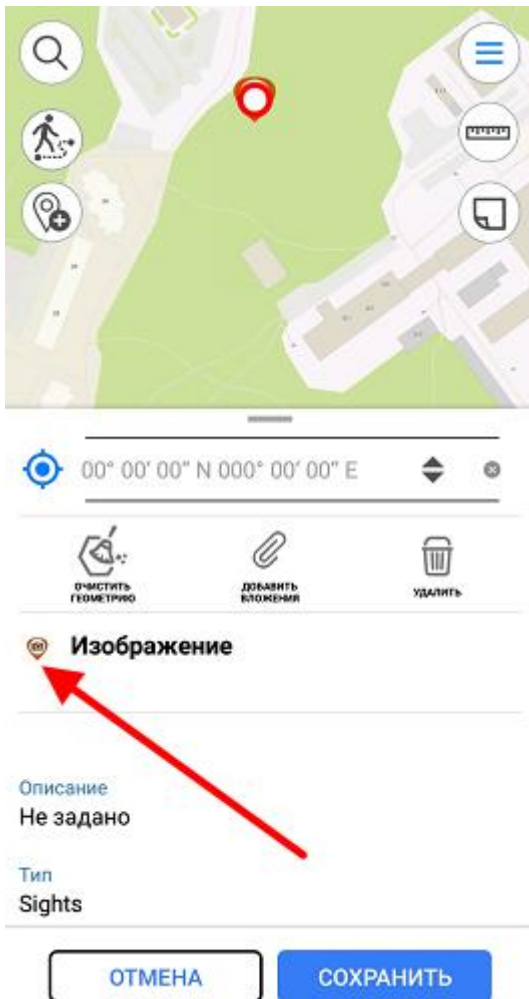 00° 00' 00" N 000° 00' 00" E
ОЧИСТИТЬ
ГЕОМЕТРИЮ
ДОБАВИТЬ
ВЛОЖЕНИЯ
УДАЛИТЬ
Изображение
Описание
Не задано
Тип
Sights
ОТМЕНА
СОХРАНИТЬ